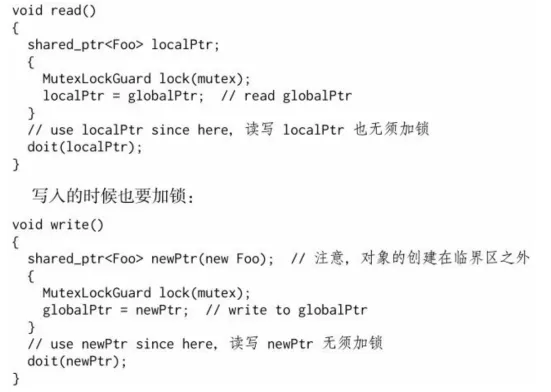 void read()
{
  shared_ptr<Foo> localPtr;
  {
    MutexLockGuard lock(mutex);
    localPtr = globalPtr;  // read globalPtr
  }
  // use localPtr since here, 读写 localPtr 也无须加锁
  doit(localPtr);
}
写入的时候也要加锁:
void write()
{
  shared_ptr<Foo> newPtr(new Foo);  // 注意, 对象的创建在临界区之外
  {
    MutexLockGuard lock(mutex);
    globalPtr = newPtr;  // write to globalPtr
  }
  // use newPtr since here, 读写 newPtr 无须加锁
  doit(newPtr);
}